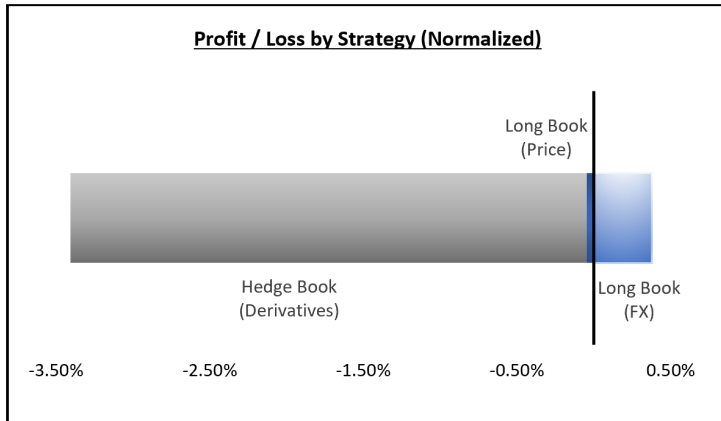 Profit / Loss by Strategy (Normalized)
Long Book
(Price)
Hedge Book
(Derivatives)
Long Book
(FX)
-3.50%
-2.50%
-1.50%
-0.50%
0.50%